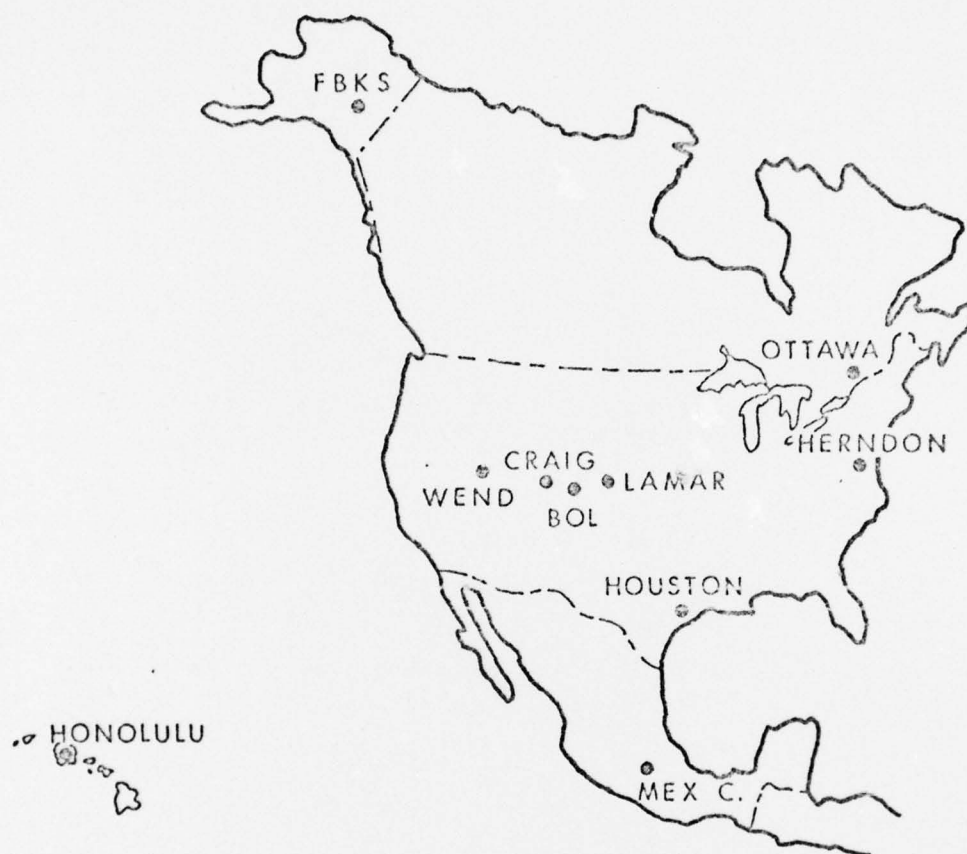 FBKS
OTTAWA
HERNDON
CRAIG
LAMAR
WEND
BOL
HOUSTON
HONOLULU
MEX C.